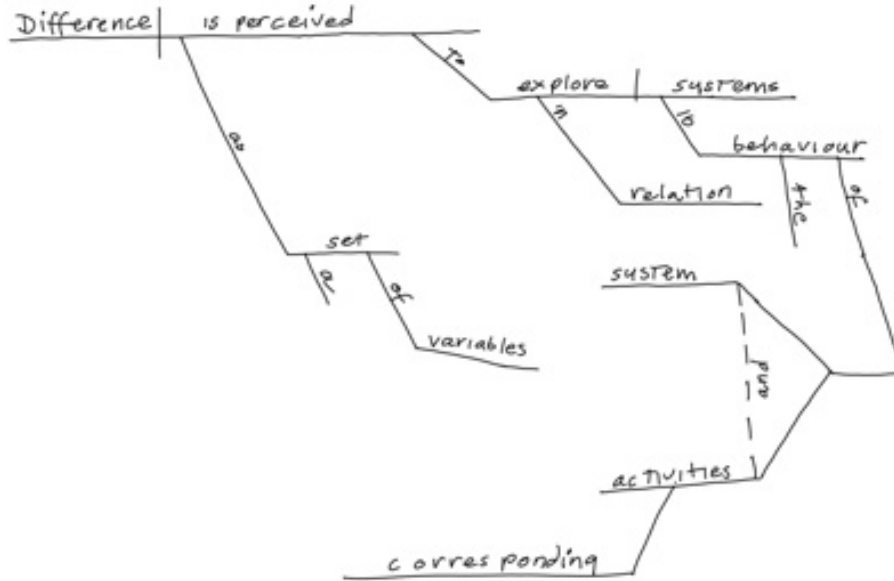 Difference is perceived
To
explore systems
in
to
behaviour
as
the
of
relation
set
a
of
system
variables
and
activities
corresponding